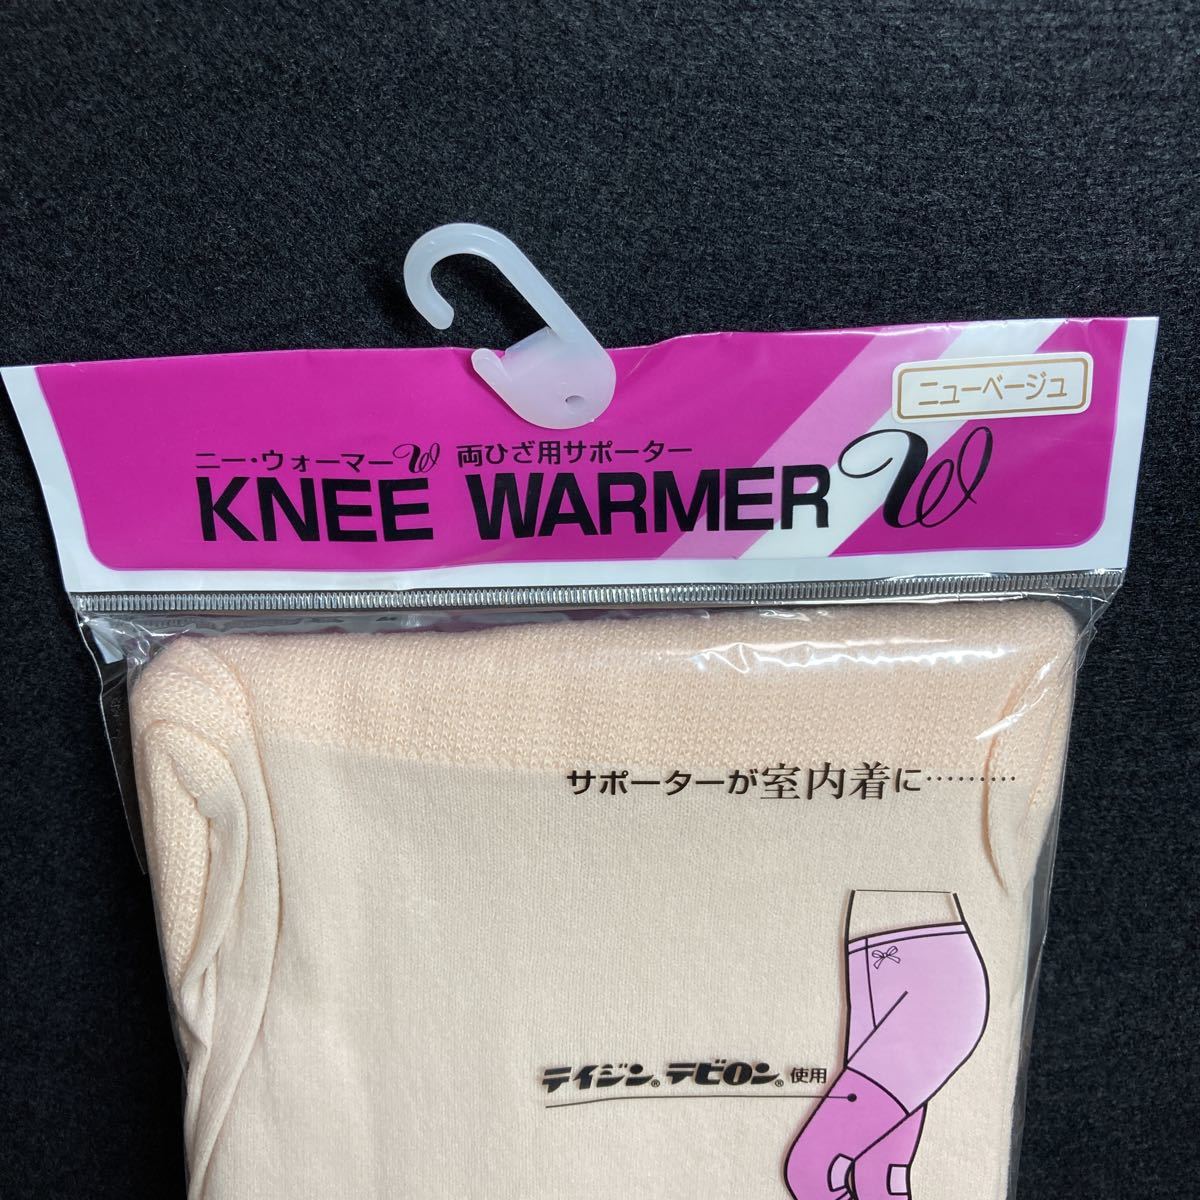 ニューベージュ
ニー・ウォーマーW 両ひざ用サポーター
KNEE WARMER W
サポーターが室内着に………
テイジン® テビロン® 使用